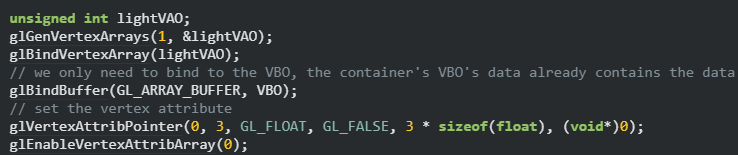 unsigned int lightVAO;
glGenVertexArrays(1, &lightVAO);
glBindVertexArray(lightVAO);
// we only need to bind to the VBO, the container's VBO's data already contains the data
glBindBuffer(GL_ARRAY_BUFFER, VBO);
// set the vertex attribute
glVertexAttribPointer(0, 3, GL_FLOAT, GL_FALSE, 3 * sizeof(float), (void*)0);
glEnableVertexAttribArray(0);